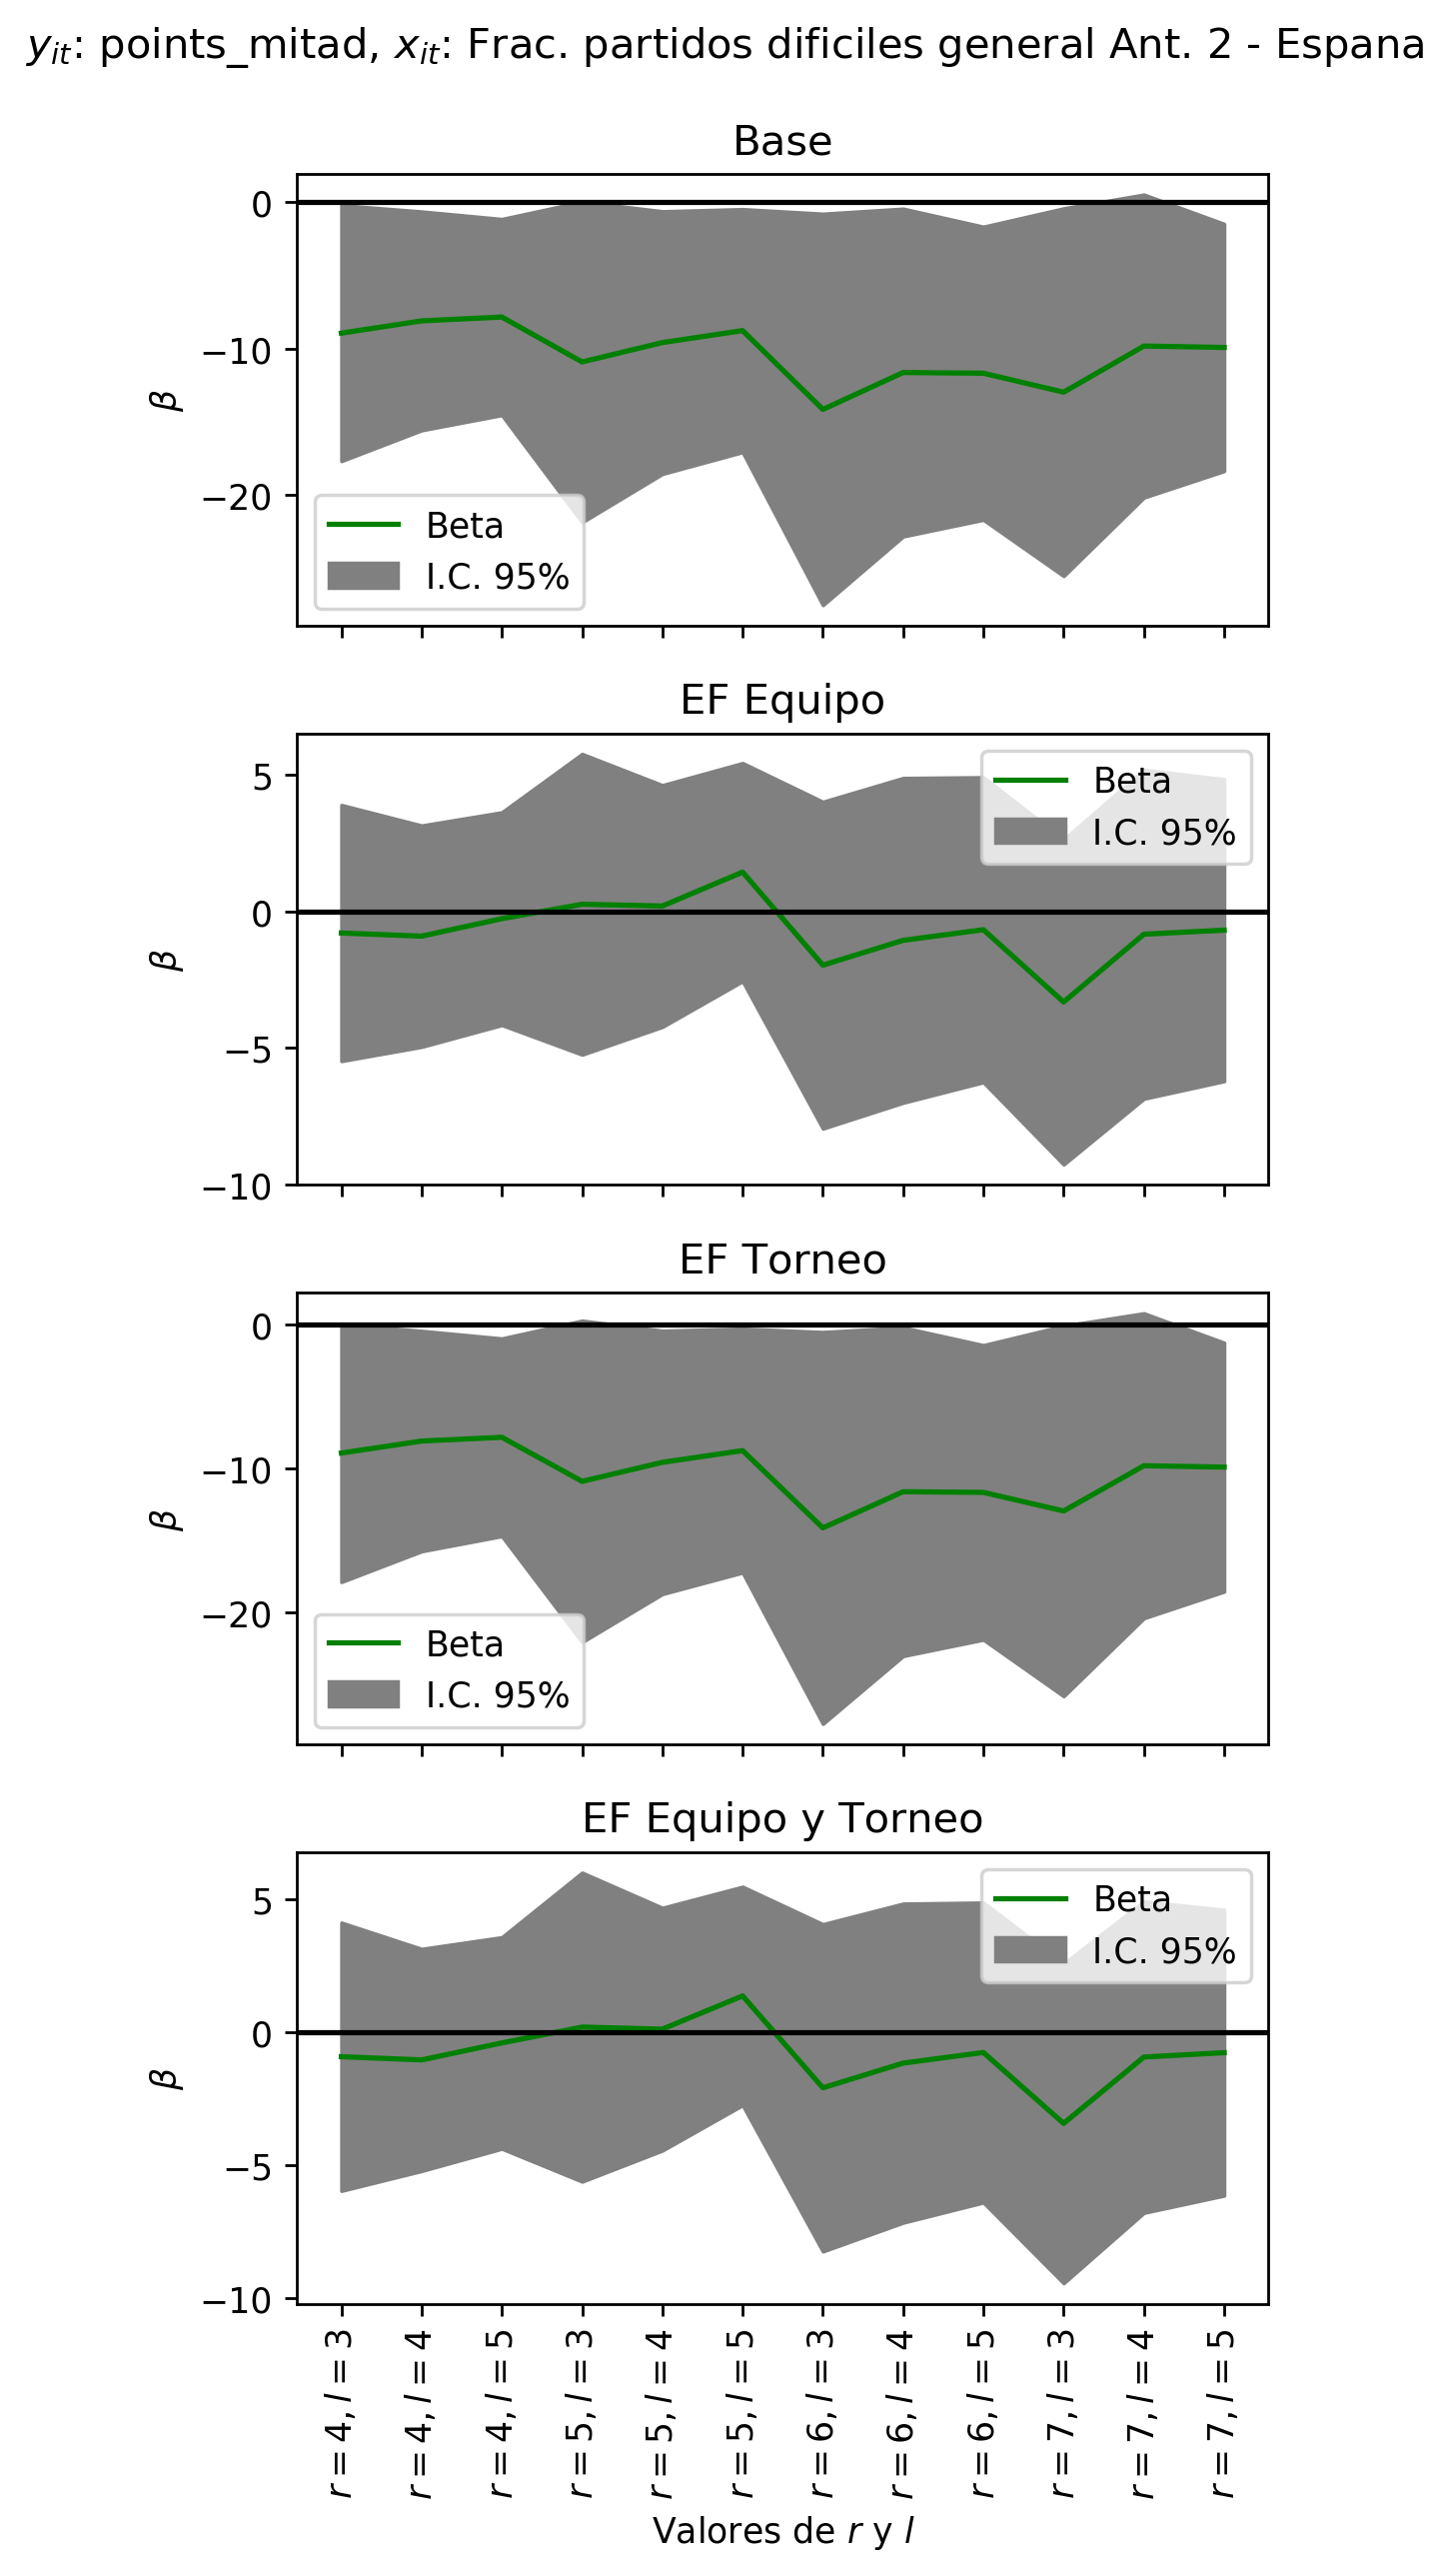 y_it: points_mitad, x_it: Frac. partidos dificiles general Ant. 2 - Espana
Base
0
−10
−20
β
Beta
I.C. 95%
EF Equipo
5
0
−5
−10
β
Beta
I.C. 95%
EF Torneo
0
−10
−20
β
Beta
I.C. 95%
EF Equipo y Torneo
5
0
−5
−10
β
Beta
I.C. 95%
r = 4, l = 3
r = 4, l = 4
r = 4, l = 5
r = 5, l = 3
r = 5, l = 4
r = 5, l = 5
r = 6, l = 3
r = 6, l = 4
r = 6, l = 5
r = 7, l = 3
r = 7, l = 4
r = 7, l = 5
Valores de r y l